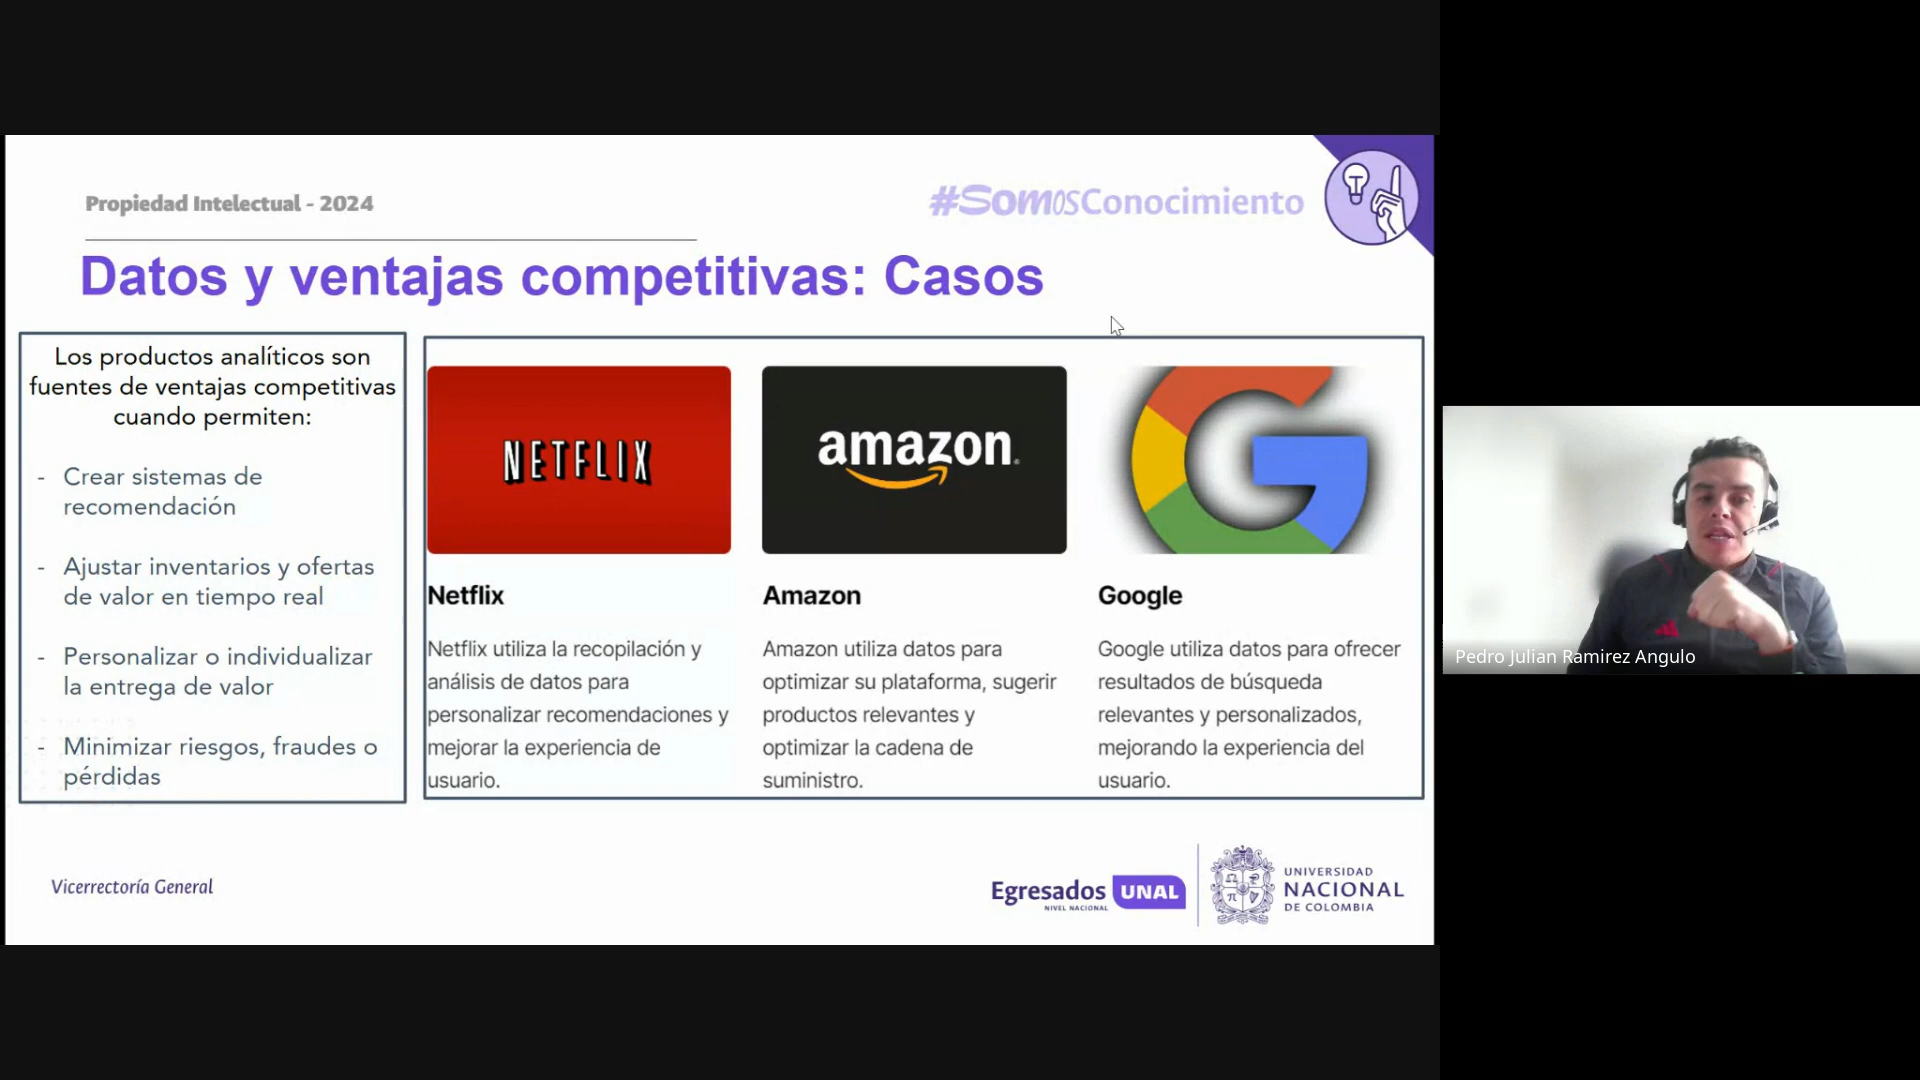 Propiedad Intelectual - 2024
#SomosConocimiento
Datos y ventajas competitivas: Casos
Los productos analíticos son
fuentes de ventajas competitivas
cuando permiten:
- Crear sistemas de
recomendación
- Ajustar inventarios y ofertas
de valor en tiempo real
- Personalizar o individualizar
la entrega de valor
- Minimizar riesgos, fraudes o
pérdidas
NETFLIX
Netflix
Netflix utiliza la recopilación y
análisis de datos para
personalizar recomendaciones y
mejorar la experiencia de
usuario.
amazon
Amazon
Amazon utiliza datos para
optimizar su plataforma, sugerir
productos relevantes y
optimizar la cadena de
suministro.
G
Google
Google utiliza datos para ofrecer
resultados de búsqueda
relevantes y personalizados,
mejorando la experiencia del
usuario.
Pedro Julian Ramirez Angulo
Vicerrectoría General
Egresados UNAL
NIVEL NACIONAL
UNIVERSIDAD
NACIONAL
DE COLOMBIA